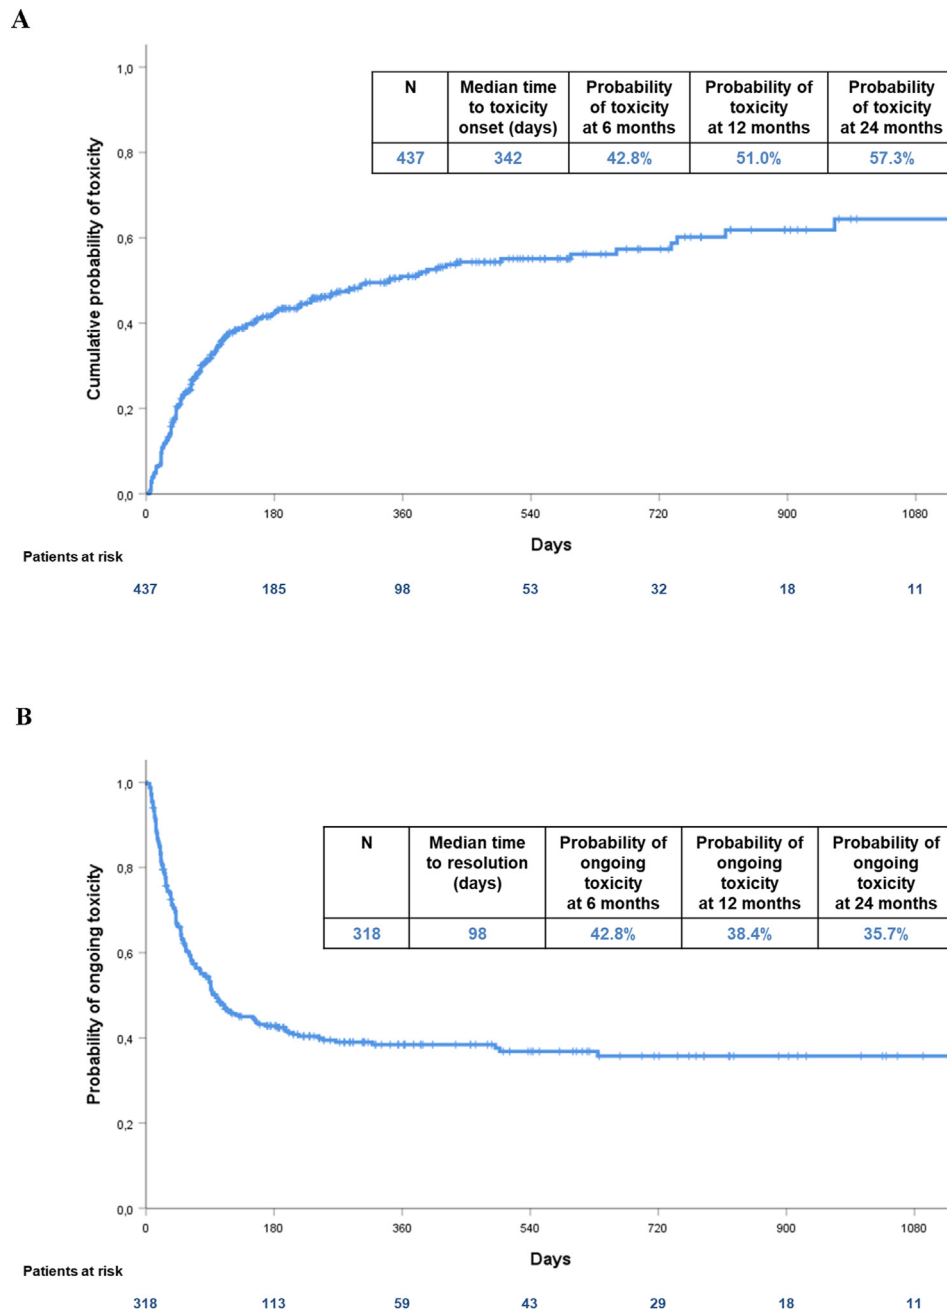 A
N
Median time
to toxicity
onset (days)
Probability
of toxicity
at 6 months
Probability of
toxicity
at 12 months
Probability
of toxicity
at 24 months
437
342
42.8%
51.0%
57.3%
Cumulative probability of toxicity
1,0
0,8
0,6
0,4
0,2
0,0
0 180 360 540 720 900 1080
Days
Patients at risk
437 185 98 53 32 18 11
B
N
Median time
to resolution
(days)
Probability of
ongoing
toxicity
at 6 months
Probability of
ongoing
toxicity
at 12 months
Probability of
ongoing
toxicity
at 24 months
318
98
42.8%
38.4%
35.7%
Probability of ongoing toxicity
1,0
0,8
0,6
0,4
0,2
0,0
0 180 360 540 720 900 1080
Days
Patients at risk
318 113 59 43 29 18 11